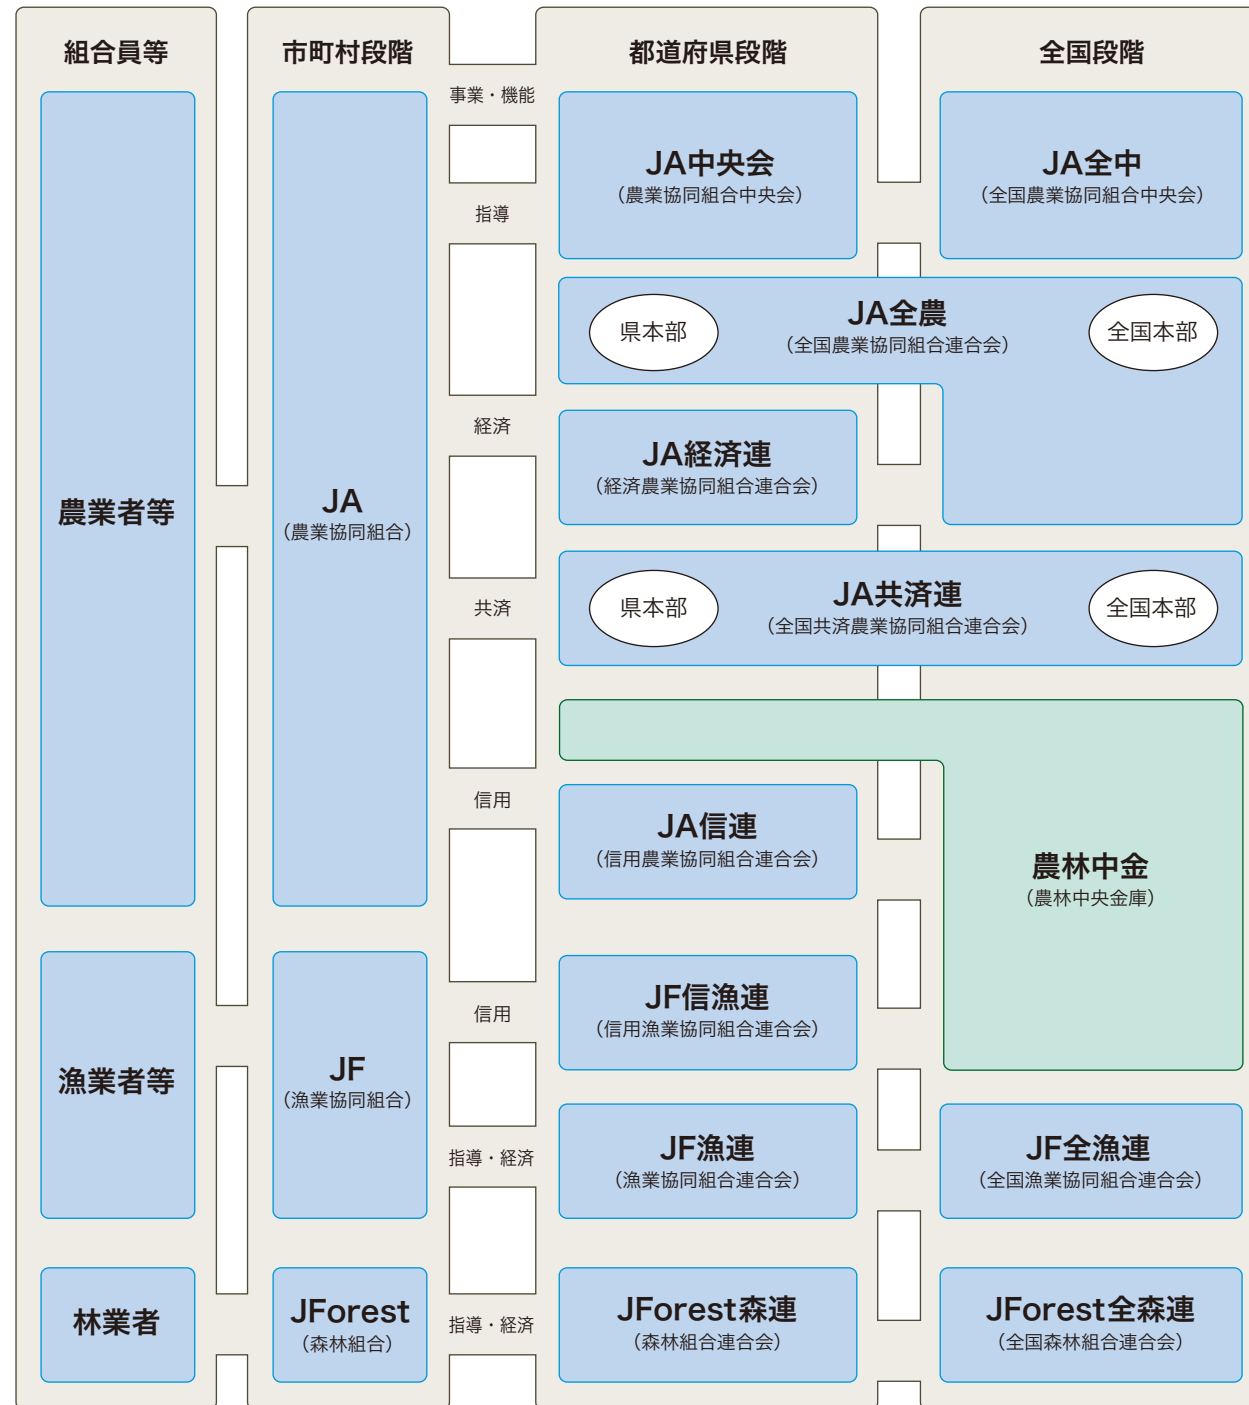 組合員等
市町村段階
都道府県段階
全国段階
事業・機能
農業者等
JA
（農業協同組合）
指導
JA中央会
（農業協同組合中央会）
JA全中
（全国農業協同組合中央会）
県本部
JA全農
（全国農業協同組合連合会）
全国本部
経済
JA経済連
（経済農業協同組合連合会）
共済
県本部
JA共済連
（全国共済農業協同組合連合会）
全国本部
信用
JA信連
（信用農業協同組合連合会）
農林中金
（農林中央金庫）
漁業者等
JF
（漁業協同組合）
信用
JF信漁連
（信用漁業協同組合連合会）
指導・経済
JF漁連
（漁業協同組合連合会）
JF全漁連
（全国漁業協同組合連合会）
林業者
JForest
（森林組合）
指導・経済
JForest森連
（森林組合連合会）
JForest全森連
（全国森林組合連合会）